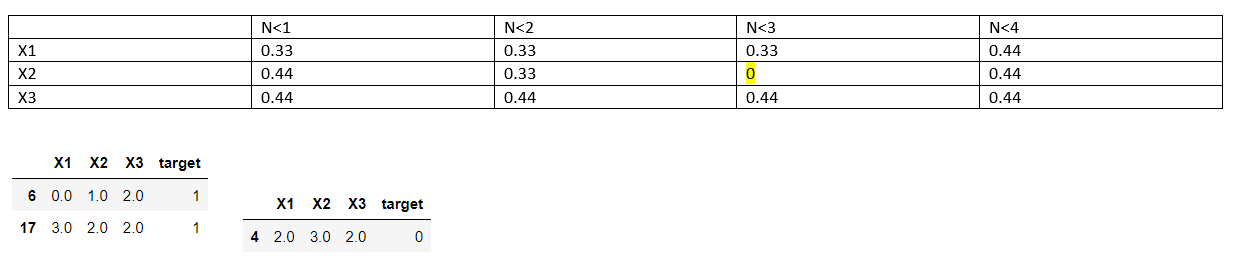 N<1 N<2 N<3 N<4
X1 0.33 0.33 0.33 0.44
X2 0.44 0.33 0 0.44
X3 0.44 0.44 0.44 0.44
X1 X2 X3 target
6 0.0 1.0 2.0 1
17 3.0 2.0 2.0 1
X1 X2 X3 target
4 2.0 3.0 2.0 0